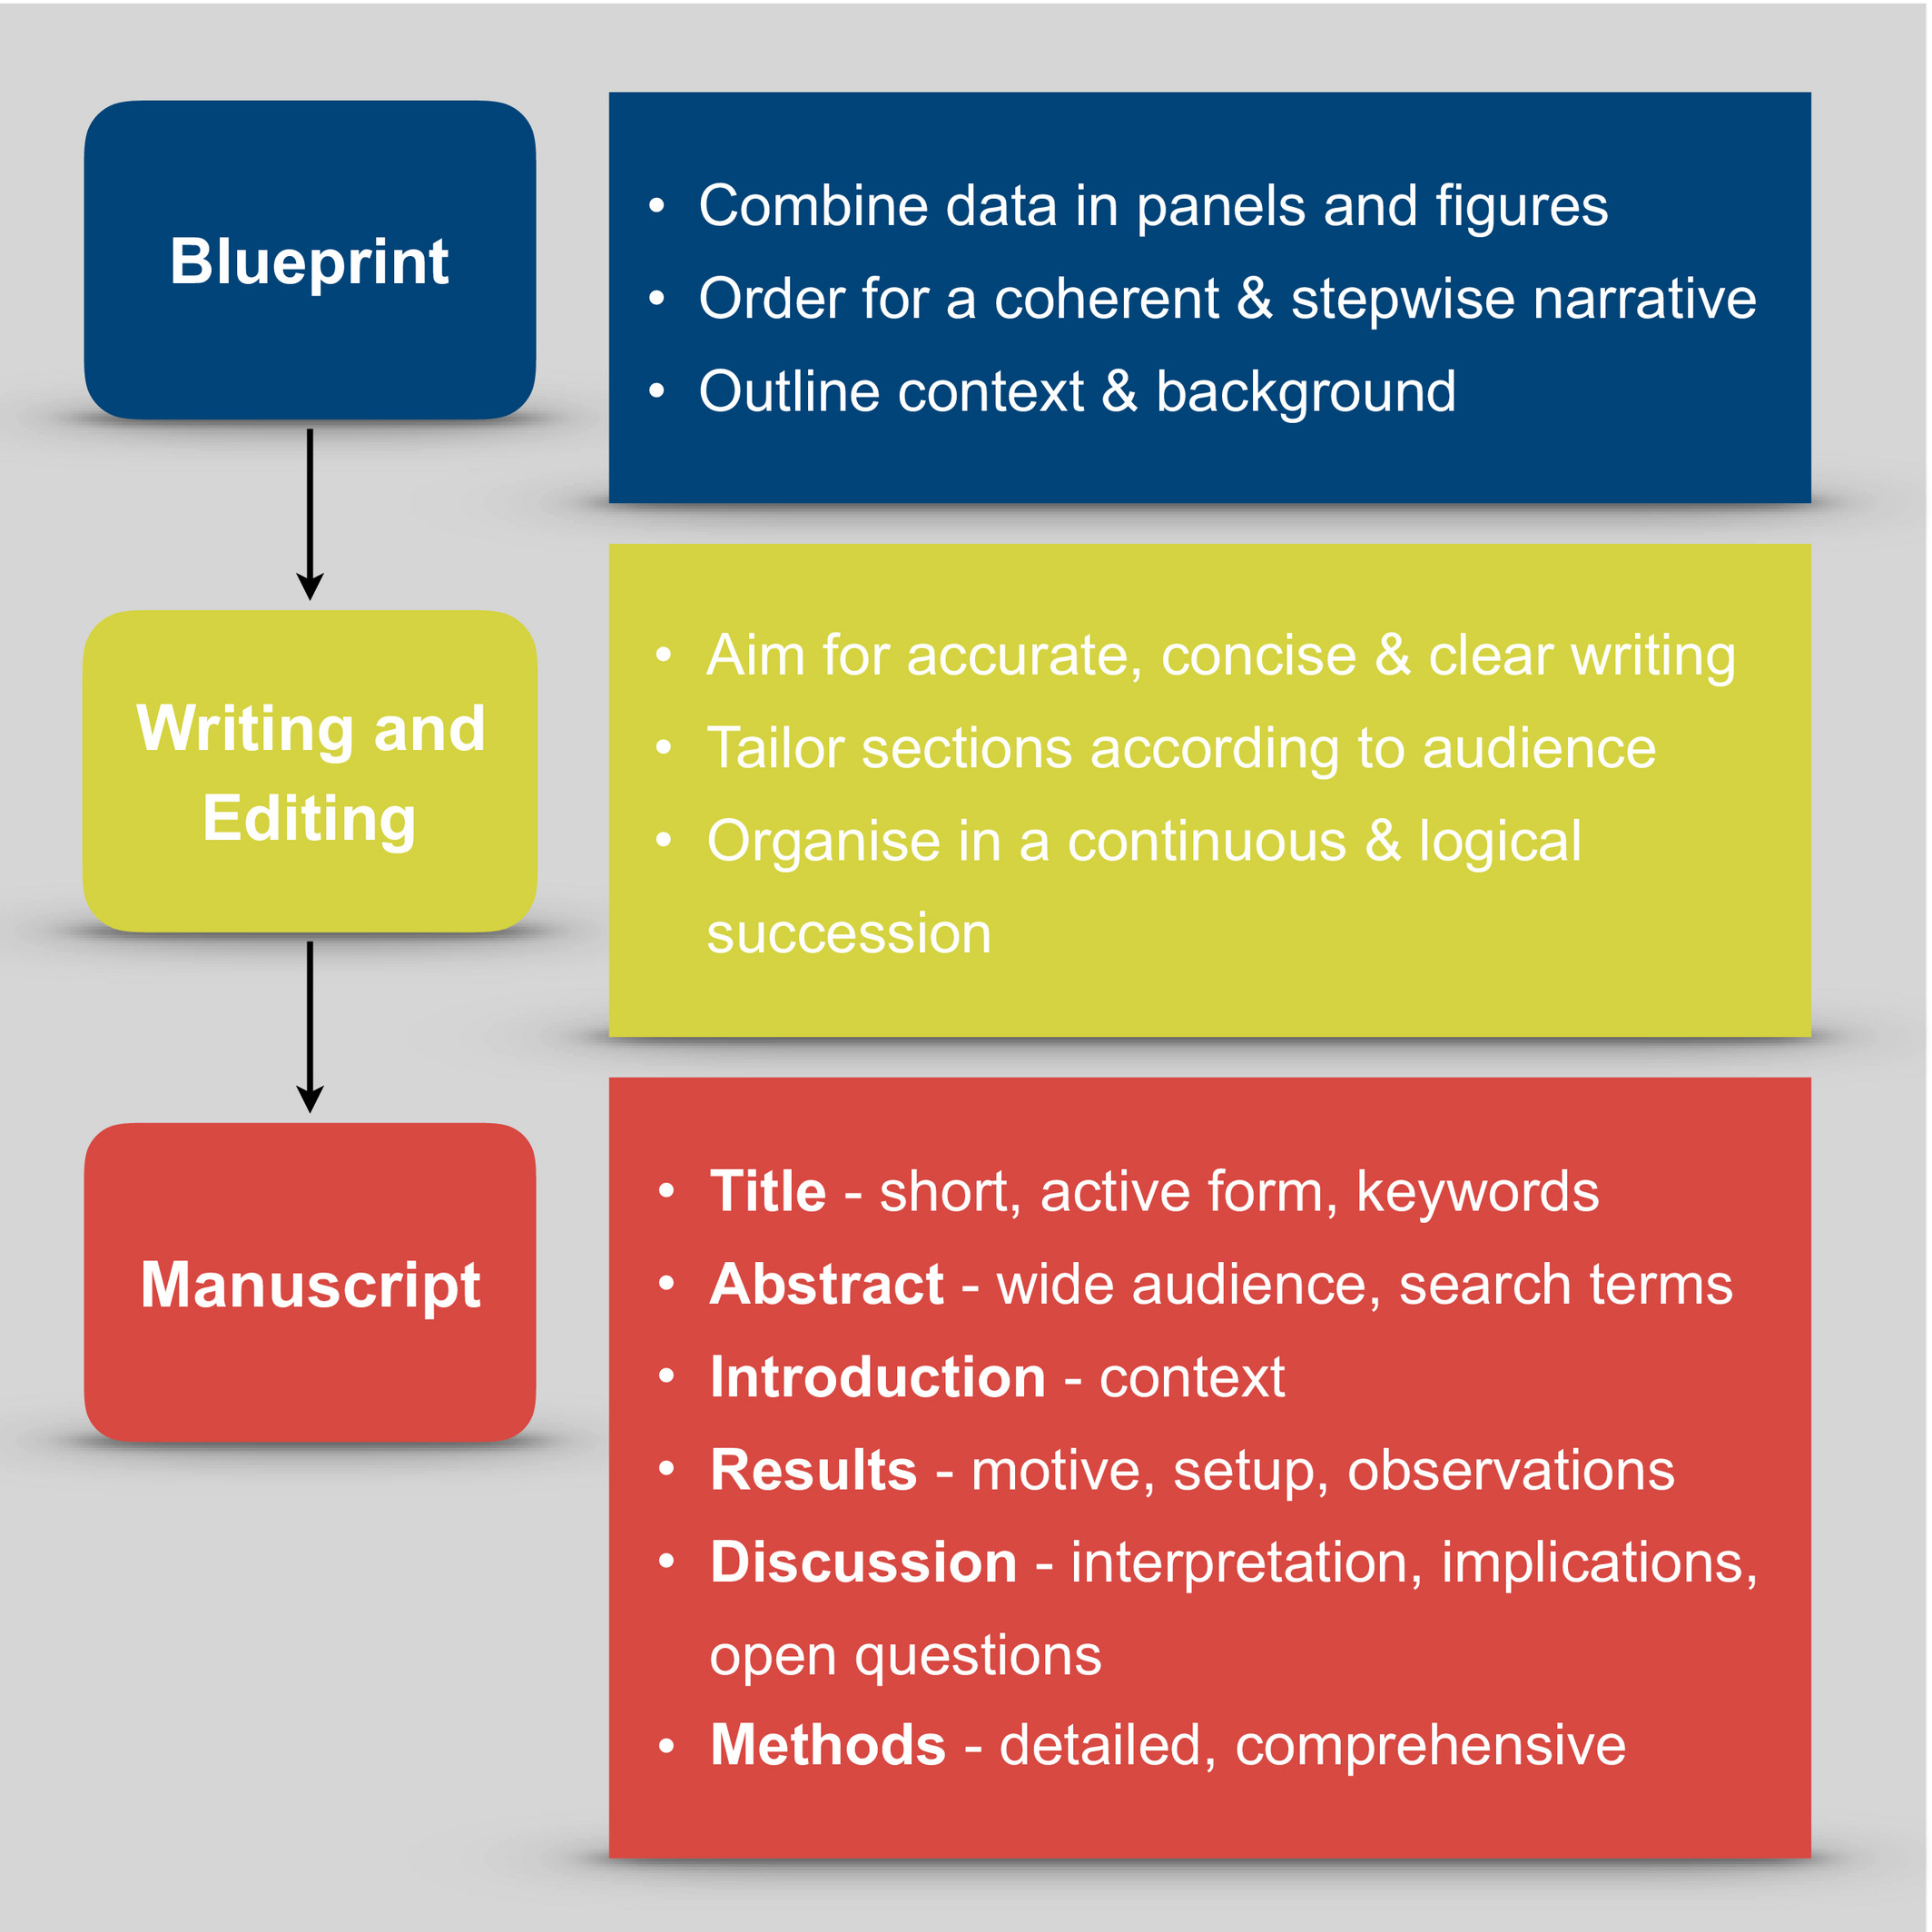 Blueprint
• Combine data in panels and figures
• Order for a coherent & stepwise narrative
• Outline context & background
Writing and
Editing
• Aim for accurate, concise & clear writing
• Tailor sections according to audience
• Organise in a continuous & logical
succession
Manuscript
• Title - short, active form, keywords
• Abstract - wide audience, search terms
• Introduction - context
• Results - motive, setup, observations
• Discussion - interpretation, implications,
open questions
• Methods - detailed, comprehensive